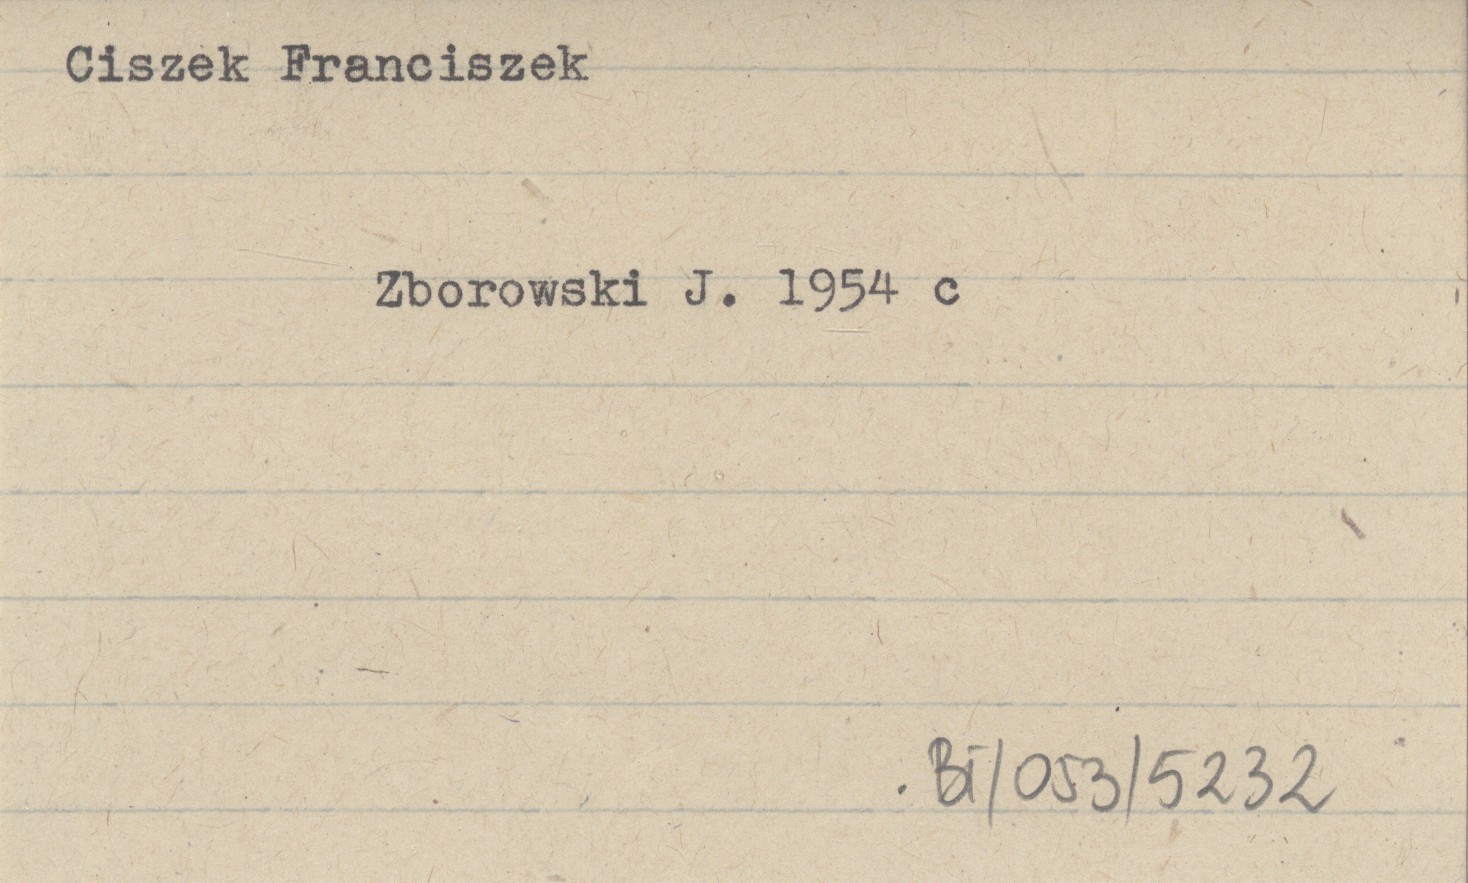 Ciszek Franciszek
Zborowski J. 1954 c
BI/053/5232